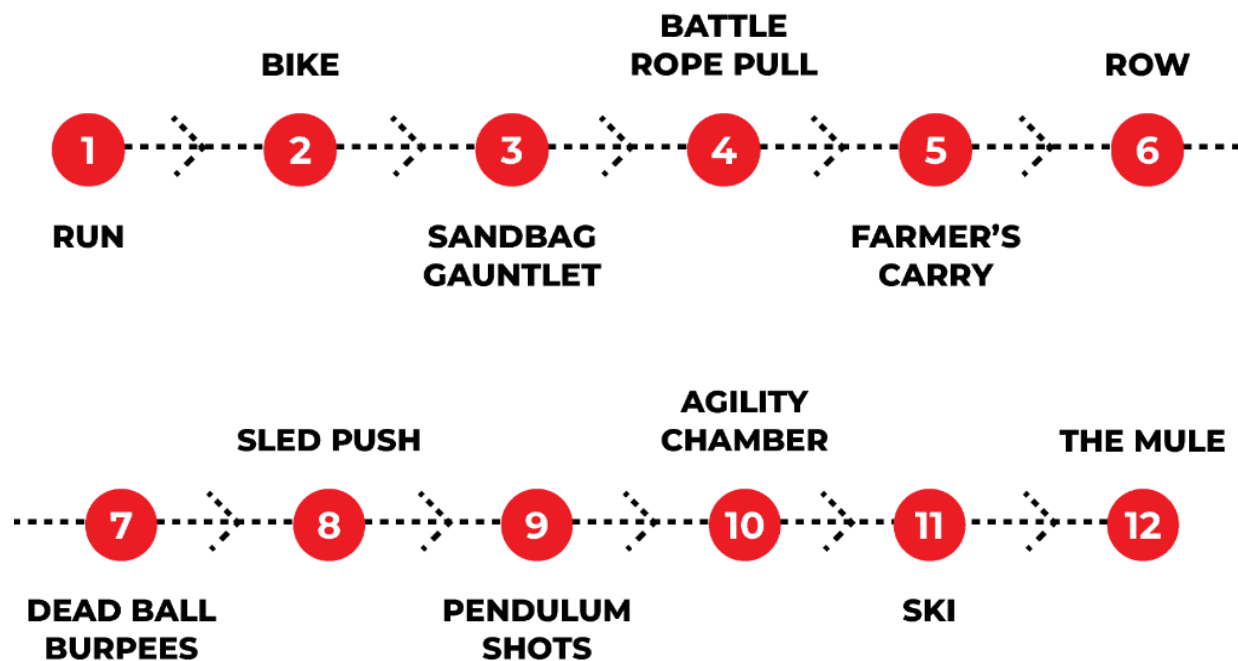 1
RUN
2
BIKE
3
SANDBAG
GAUNTLET
4
BATTLE
ROPE PULL
5
FARMER’S
CARRY
6
ROW
7
DEAD BALL
BURPEES
8
SLED PUSH
9
PENDULUM
SHOTS
10
AGILITY
CHAMBER
11
SKI
12
THE MULE